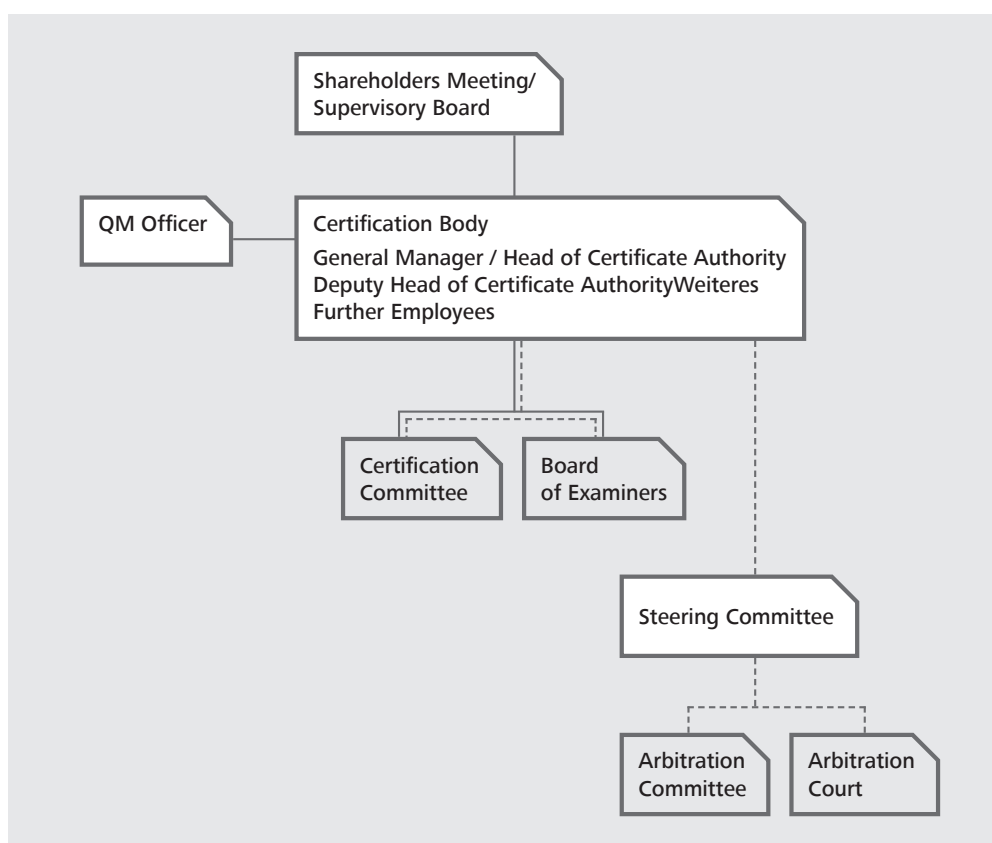 Shareholders Meeting/
Supervisory Board
QM Officer
Certification Body
General Manager / Head of Certificate Authority
Deputy Head of Certificate AuthorityWeiteres
Further Employees
Certification
Committee
Board
of Examiners
Steering Committee
Arbitration
Committee
Arbitration
Court